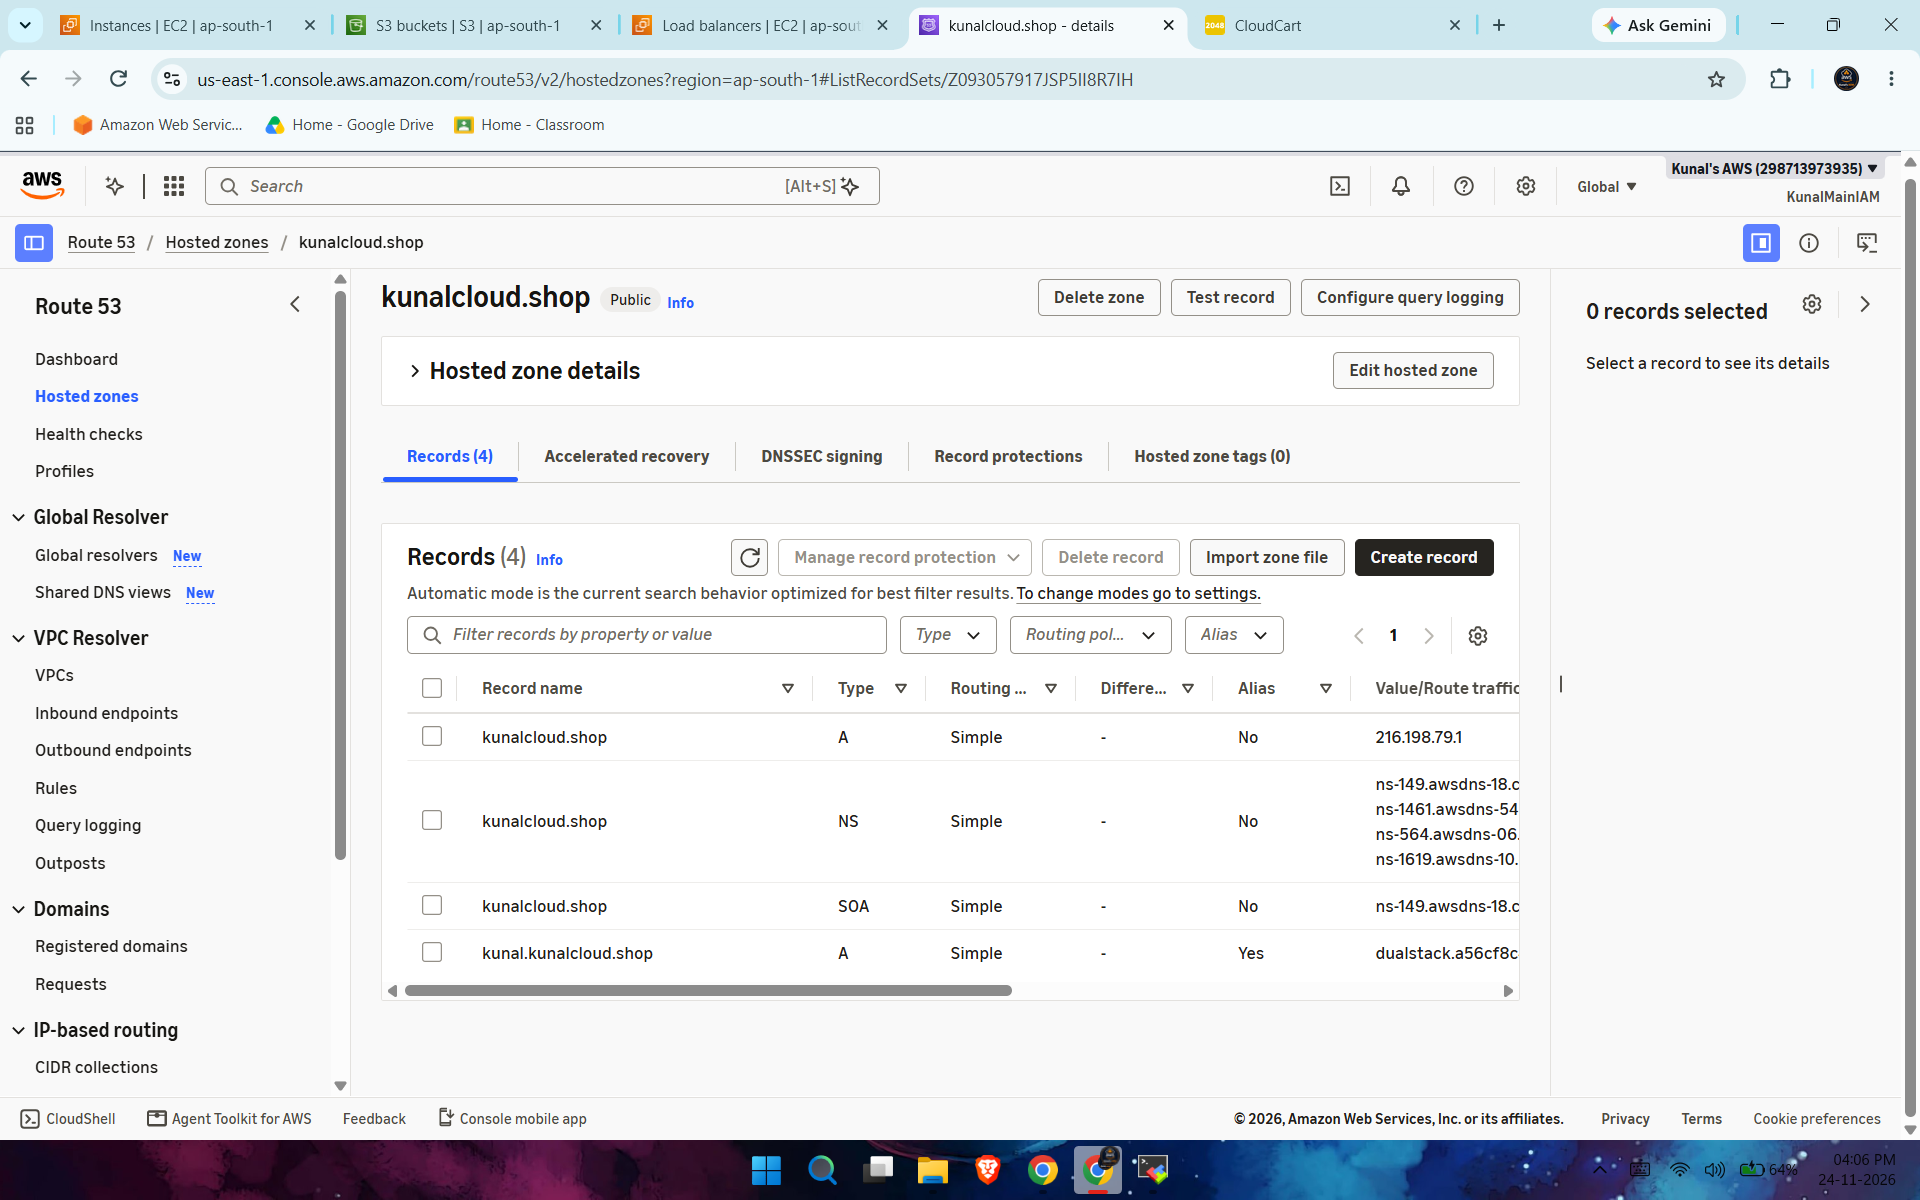 Instances | EC2 | ap-south-1
S3 buckets | S3 | ap-south-1
Load balancers | EC2 | ap-sout
kunalcloud.shop - details
2048
CloudCart
Ask Gemini
us-east-1.console.aws.amazon.com/route53/v2/hostedzones?region=ap-south-1#ListRecordSets/Z093057917JSP5II8R7IH
Amazon Web Servic...
Home - Google Drive
Home - Classroom
aws
Search
[Alt+S]
Global
Kunal's AWS (298713973935)
KunalMainIAM
Route 53 / Hosted zones / kunalcloud.shop
Route 53
Dashboard
Hosted zones
Health checks
Profiles
Global Resolver
Global resolvers New
Shared DNS views New
VPC Resolver
VPCs
Inbound endpoints
Outbound endpoints
Rules
Query logging
Outposts
Domains
Registered domains
Requests
IP-based routing
CIDR collections
kunalcloud.shop Public Info
Delete zone
Test record
Configure query logging
Hosted zone details
Edit hosted zone
Records (4)
Accelerated recovery
DNSSEC signing
Record protections
Hosted zone tags (0)
Records (4) Info
Manage record protection
Delete record
Import zone file
Create record
Automatic mode is the current search behavior optimized for best filter results. To change modes go to settings.
Filter records by property or value
Type
Routing pol...
Alias
1
Record name Type Routing ... Differe... Alias Value/Route traffic
kunalcloud.shop A Simple - No 216.198.79.1
kunalcloud.shop NS Simple - No
ns-149.awsdns-18.c
ns-1461.awsdns-54
ns-564.awsdns-06.
ns-1619.awsdns-10.
kunalcloud.shop SOA Simple - No ns-149.awsdns-18.c
kunal.kunalcloud.shop A Simple - Yes dualstack.a56cf8c
0 records selected
Select a record to see its details
CloudShell
Agent Toolkit for AWS
Feedback
Console mobile app
© 2026, Amazon Web Services, Inc. or its affiliates.
Privacy
Terms
Cookie preferences
64%
04:06 PM
24-11-2026